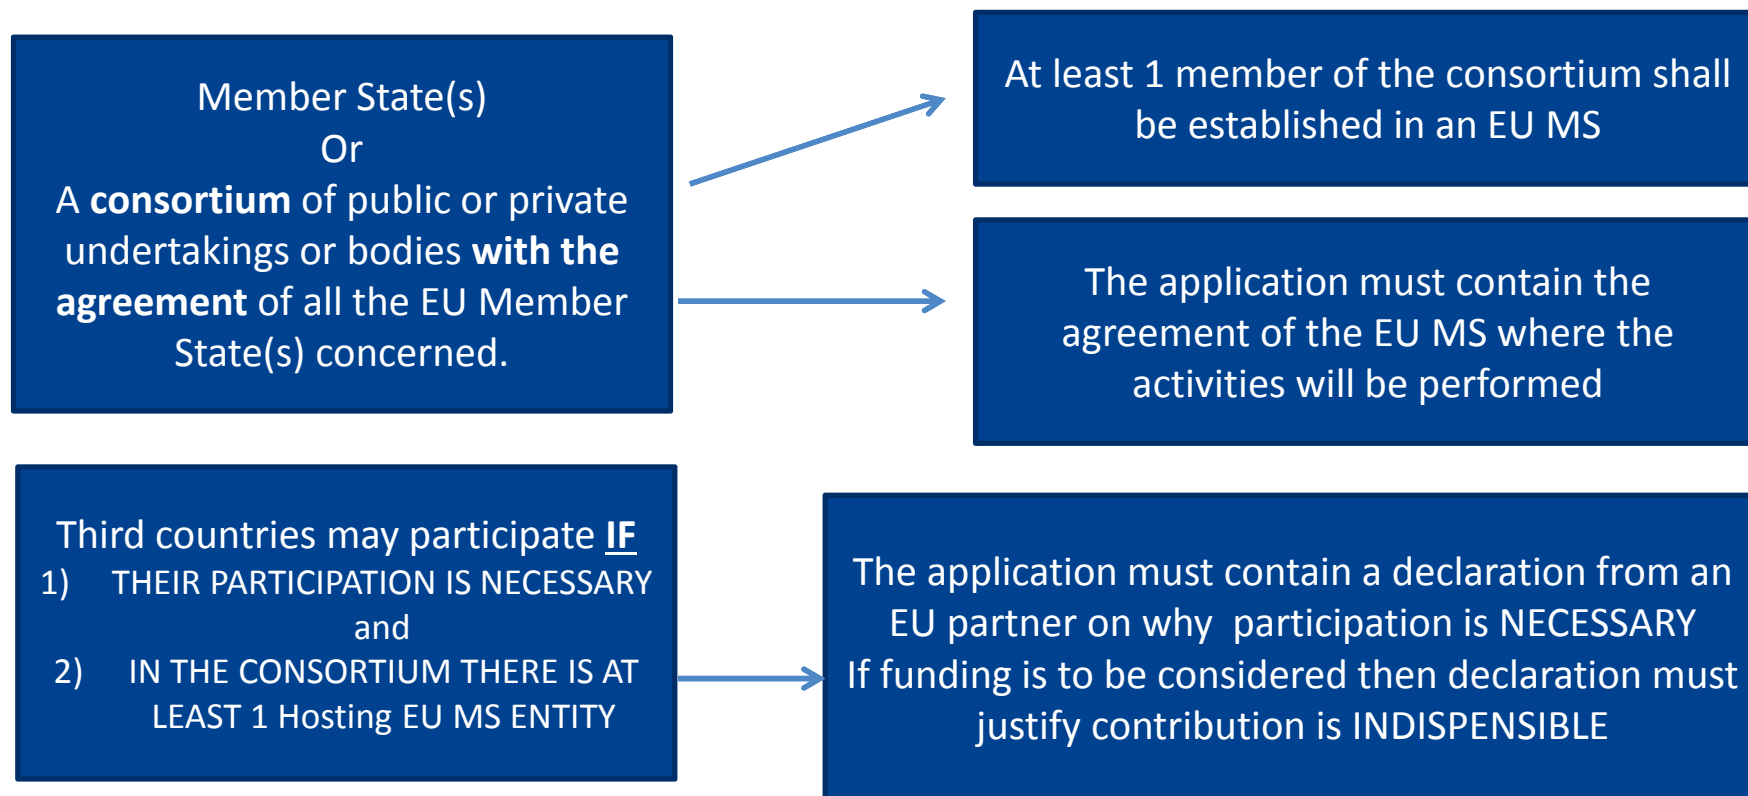 Member State(s)
Or
A consortium of public or private
undertakings or bodies with the
agreement of all the EU Member
State(s) concerned.
At least 1 member of the consortium shall
be established in an EU MS
The application must contain the
agreement of the EU MS where the
activities will be performed
Third countries may participate IF
1) THEIR PARTICIPATION IS NECESSARY
and
2) IN THE CONSORTIUM THERE IS AT
LEAST 1 Hosting EU MS ENTITY
The application must contain a declaration from an
EU partner on why participation is NECESSARY
If funding is to be considered then declaration must
justify contribution is INDISPENSIBLE